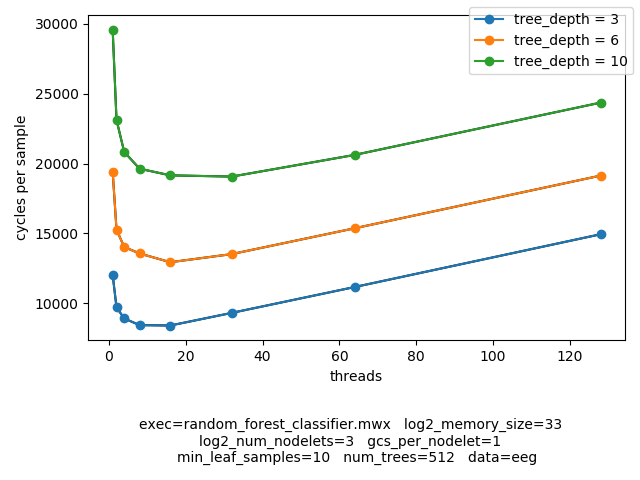 tree_depth = 3
tree_depth = 6
tree_depth = 10
30000
25000
20000
15000
10000
cycles per sample
0 20 40 60 80 100 120
threads
exec=random_forest_classifier.mwx log2_memory_size=33
log2_num_nodelets=3 gcs_per_nodelet=1
min_leaf_samples=10 num_trees=512 data=eeg